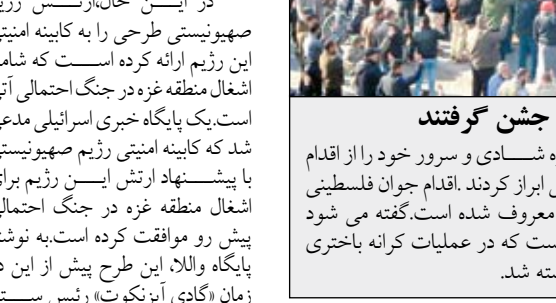 جشن گرفتند
شادی و سرور خود را از اقدام
ابراز کردند .اقدام جوان فلسطینی
معروف شده است.گفته می شود
است که در عملیات کرانه باختری
شد.
در این حال،ارتش رژیم
صهیونیستی طرحی را به کابینه امنیتی
این رژیم ارائه کرده است که شامل
اشغال منطقه غزه در جنگ احتمالی آتی
است.یک پایگاه خبری اسرائیلی مدعی
شد که کابینه امنیتی رژیم صهیونیستی
با پیشنهاد ارتش این رژیم برای
اشغال منطقه غزه در جنگ احتمالی
پیش رو موافقت کرده است.به نوشته
پایگاه واللا، این طرح پیش از این در
زمان «گادی آیزنکوت» رئیس